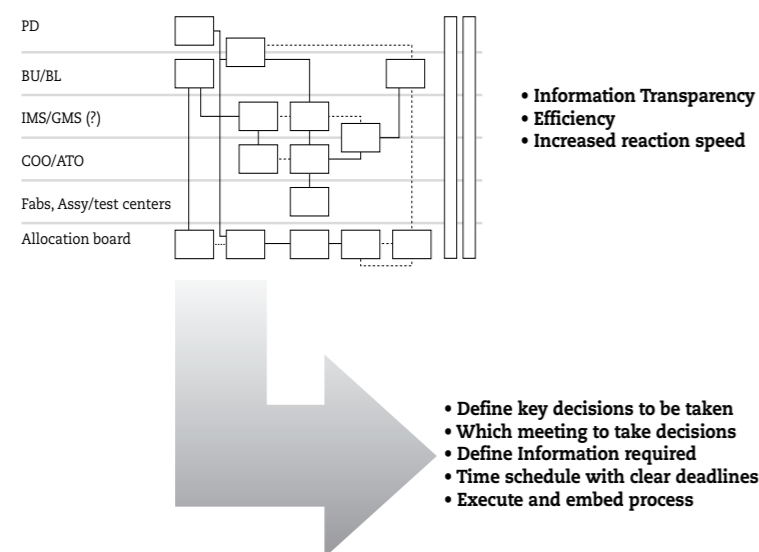 PD
BU/BL
IMS/GMS (?)
COO/ATO
Fabs, Assy/test centers
Allocation board
• Information Transparency
• Efficiency
• Increased reaction speed
• Define key decisions to be taken
• Which meeting to take decisions
• Define Information required
• Time schedule with clear deadlines
• Execute and embed process